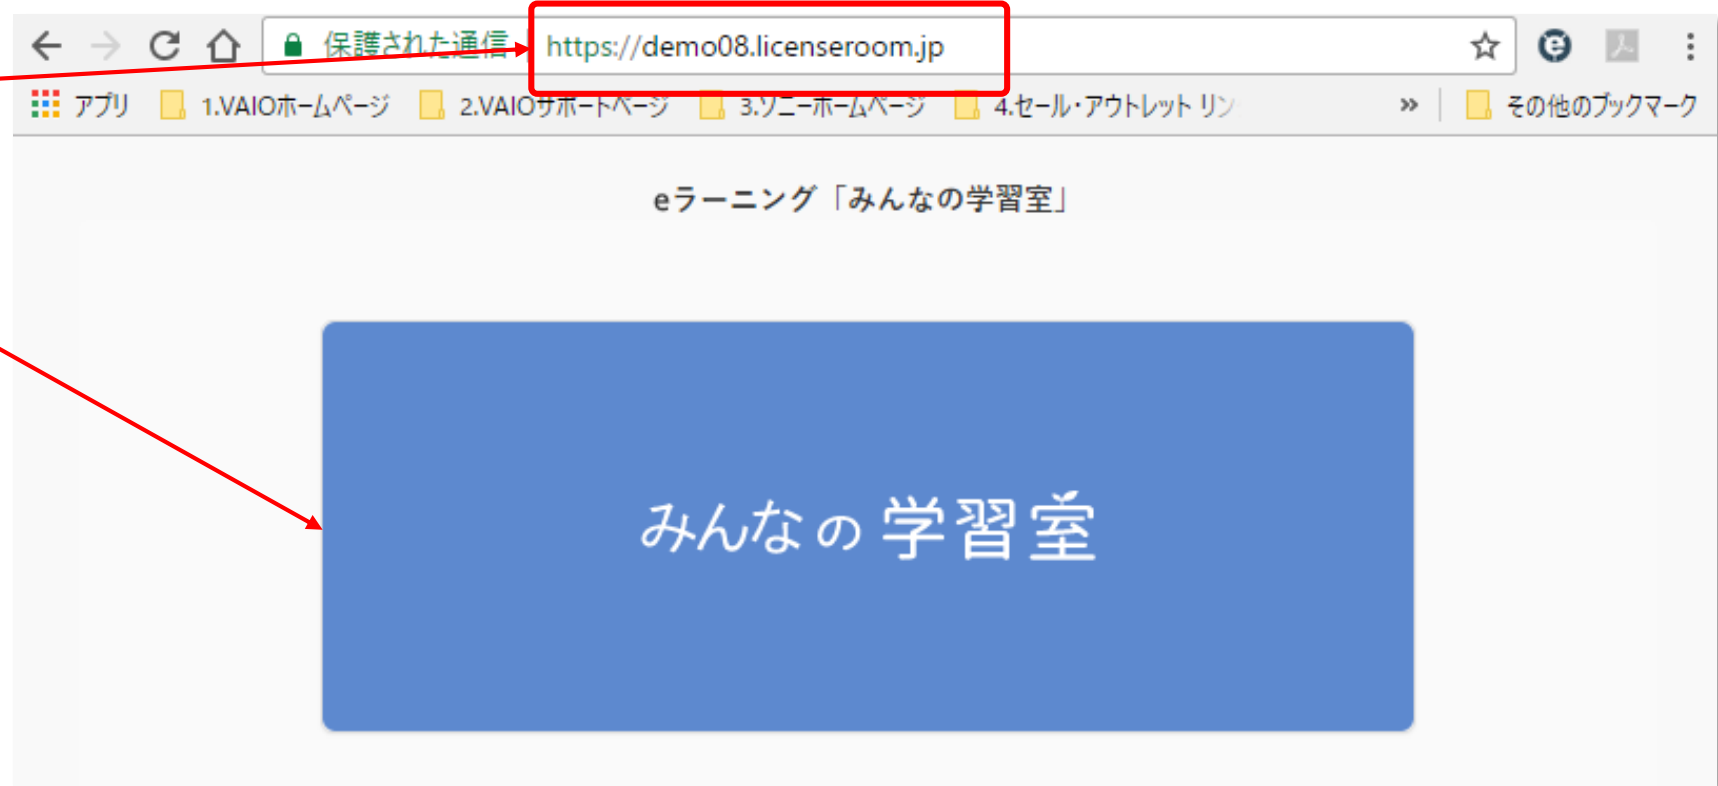 保護された通信 https://demo08.licenseroom.jp
アプリ 1.VAIOホームページ 2.VAIOサポートページ 3.ソニーホームページ 4.セール・アウトレット リン » その他のブックマーク
eラーニング「みんなの学習室」
みんなの学習室